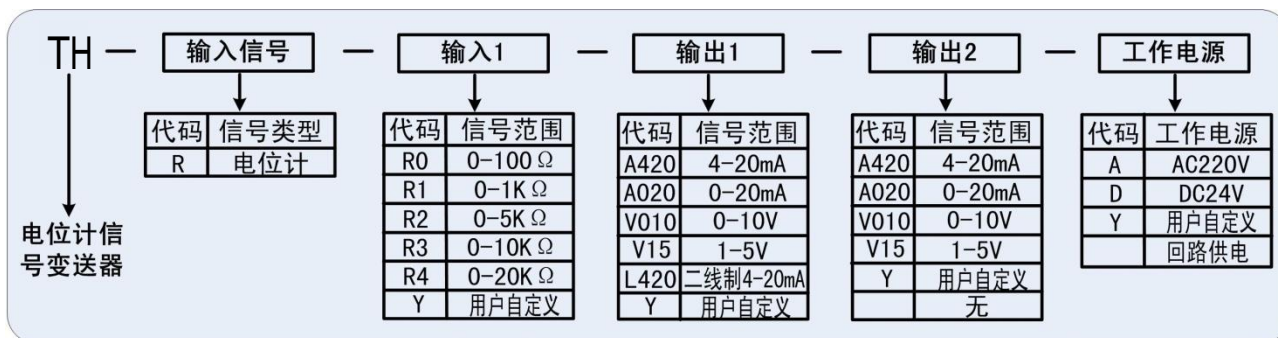 TH — 输入信号 — 输入1 — 输出1 — 输出2 — 工作电源
电位计信
号变送器
代码 信号类型
R 电位计
代码 信号范围
R0 0-100Ω
R1 0-1KΩ
R2 0-5KΩ
R3 0-10KΩ
R4 0-20KΩ
Y 用户自定义
代码 信号范围
A420 4-20mA
A020 0-20mA
V010 0-10V
V15 1-5V
L420 二线制4-20mA
Y 用户自定义
代码 信号范围
A420 4-20mA
A020 0-20mA
V010 0-10V
V15 1-5V
Y 用户自定义
无
代码 工作电源
A AC220V
D DC24V
Y 用户自定义
回路供电